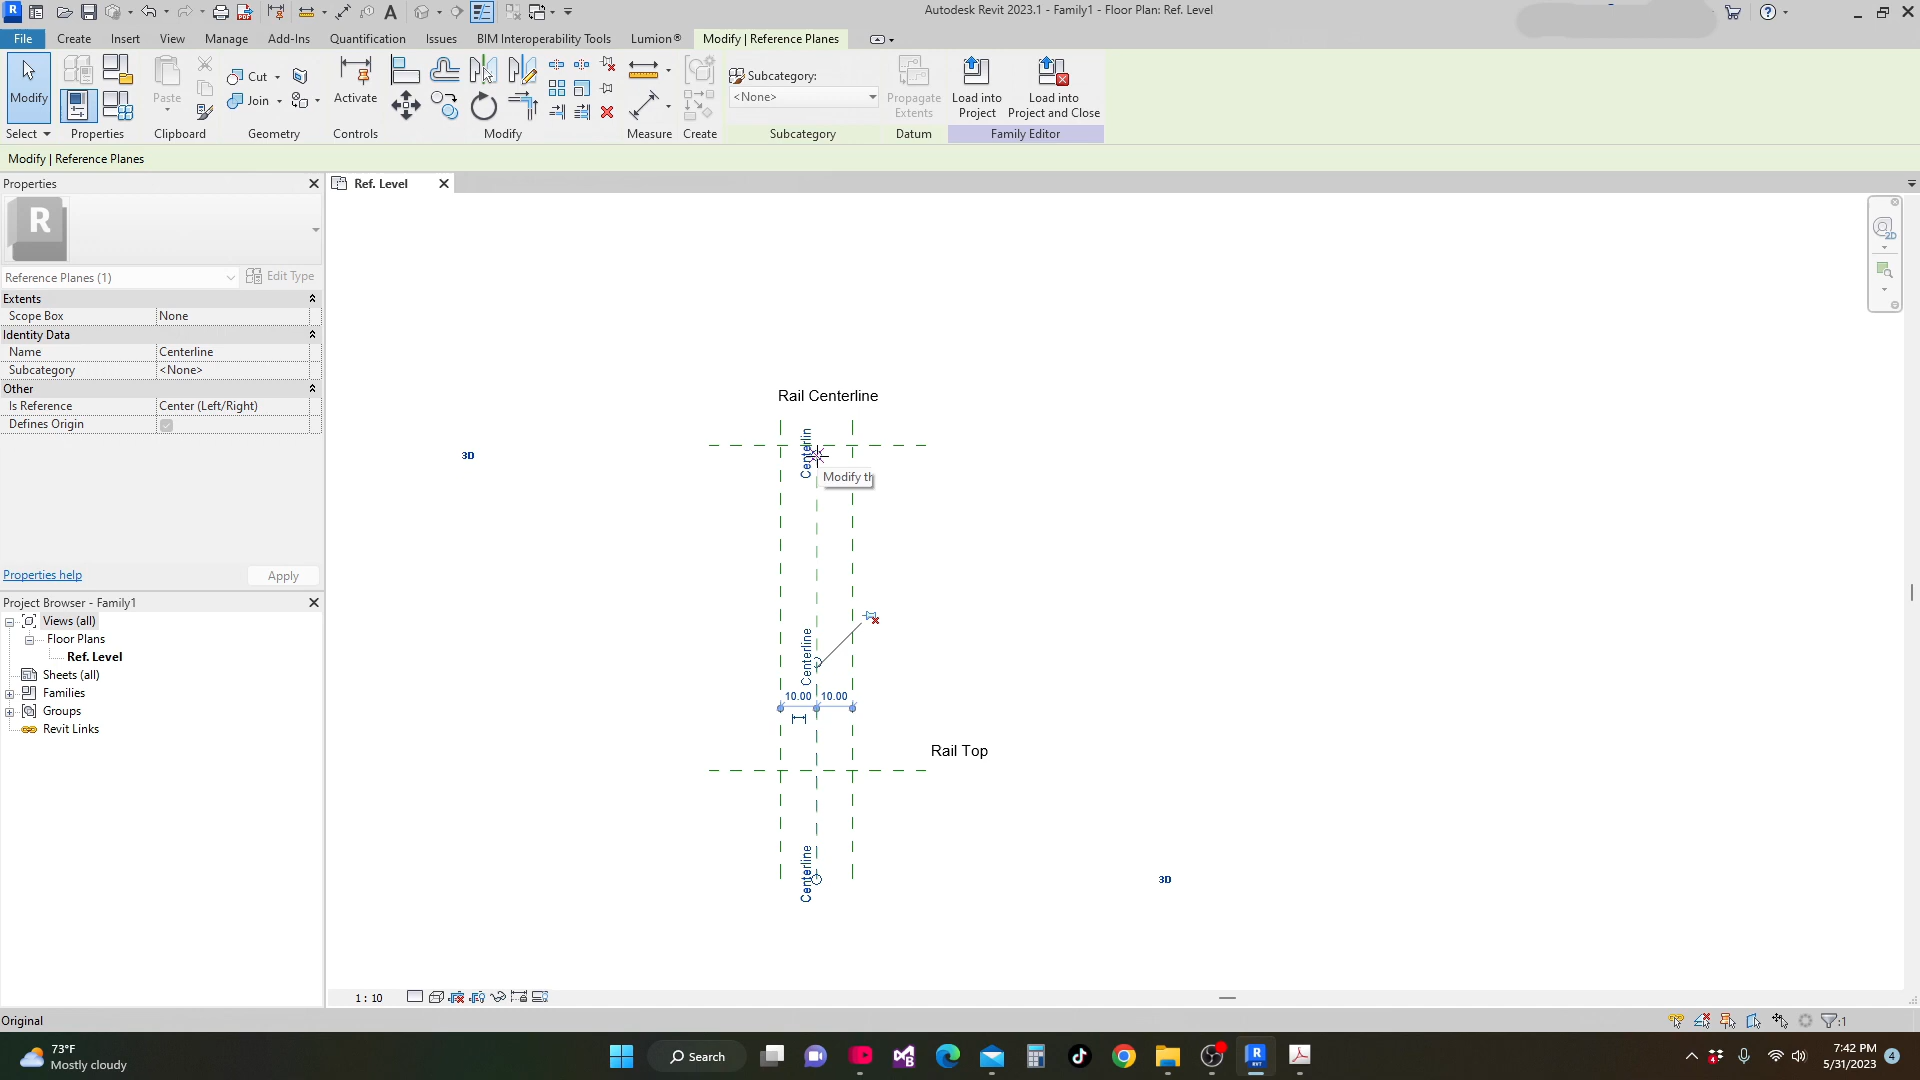 R
Autodesk Revit 2023.1 - Family1 - Floor Plan: Ref. Level
File Create Insert View Manage Add-Ins Quantification Issues BIM Interoperability Tools Lumion® Modify | Reference Planes
Modify
Paste
Cut
Join
Activate
Subcategory:
<None>
Propagate
Extents
Load into
Project
Load into
Project and Close
Select Properties Clipboard Geometry Controls Modify Measure Create Subcategory Datum Family Editor
Modify | Reference Planes
Properties
Ref. Level
R
Reference Planes (1) Edit Type
Extents
Scope Box None
Identity Data
Name Centerline
Subcategory <None>
Other
Is Reference Center (Left/Right)
Defines Origin
Properties help Apply
Project Browser - Family1
Views (all)
Floor Plans
Ref. Level
Sheets (all)
Families
Groups
Revit Links
Rail Centerline
Centerlin
3D
Modify th
Centerline
10.00 10.00
Rail Top
Centerline
3D
1 : 10
2D
Original
:1
73°F
Mostly cloudy
Search
R
RVT
7:42 PM
5/31/2023
4